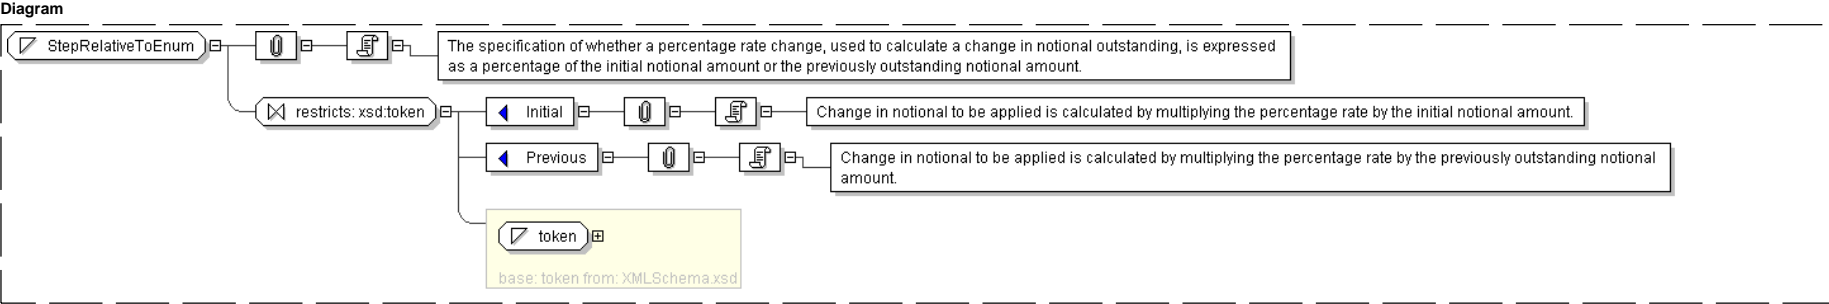 Diagram
StepRelativeToEnum
The specification of whether a percentage rate change, used to calculate a change in notional outstanding, is expressed
as a percentage of the initial notional amount or the previously outstanding notional amount.
restricts: xsd:token
Initial
Change in notional to be applied is calculated by multiplying the percentage rate by the initial notional amount.
Previous
Change in notional to be applied is calculated by multiplying the percentage rate by the previously outstanding notional
amount.
token
base: token from: XMLSchema.xsd